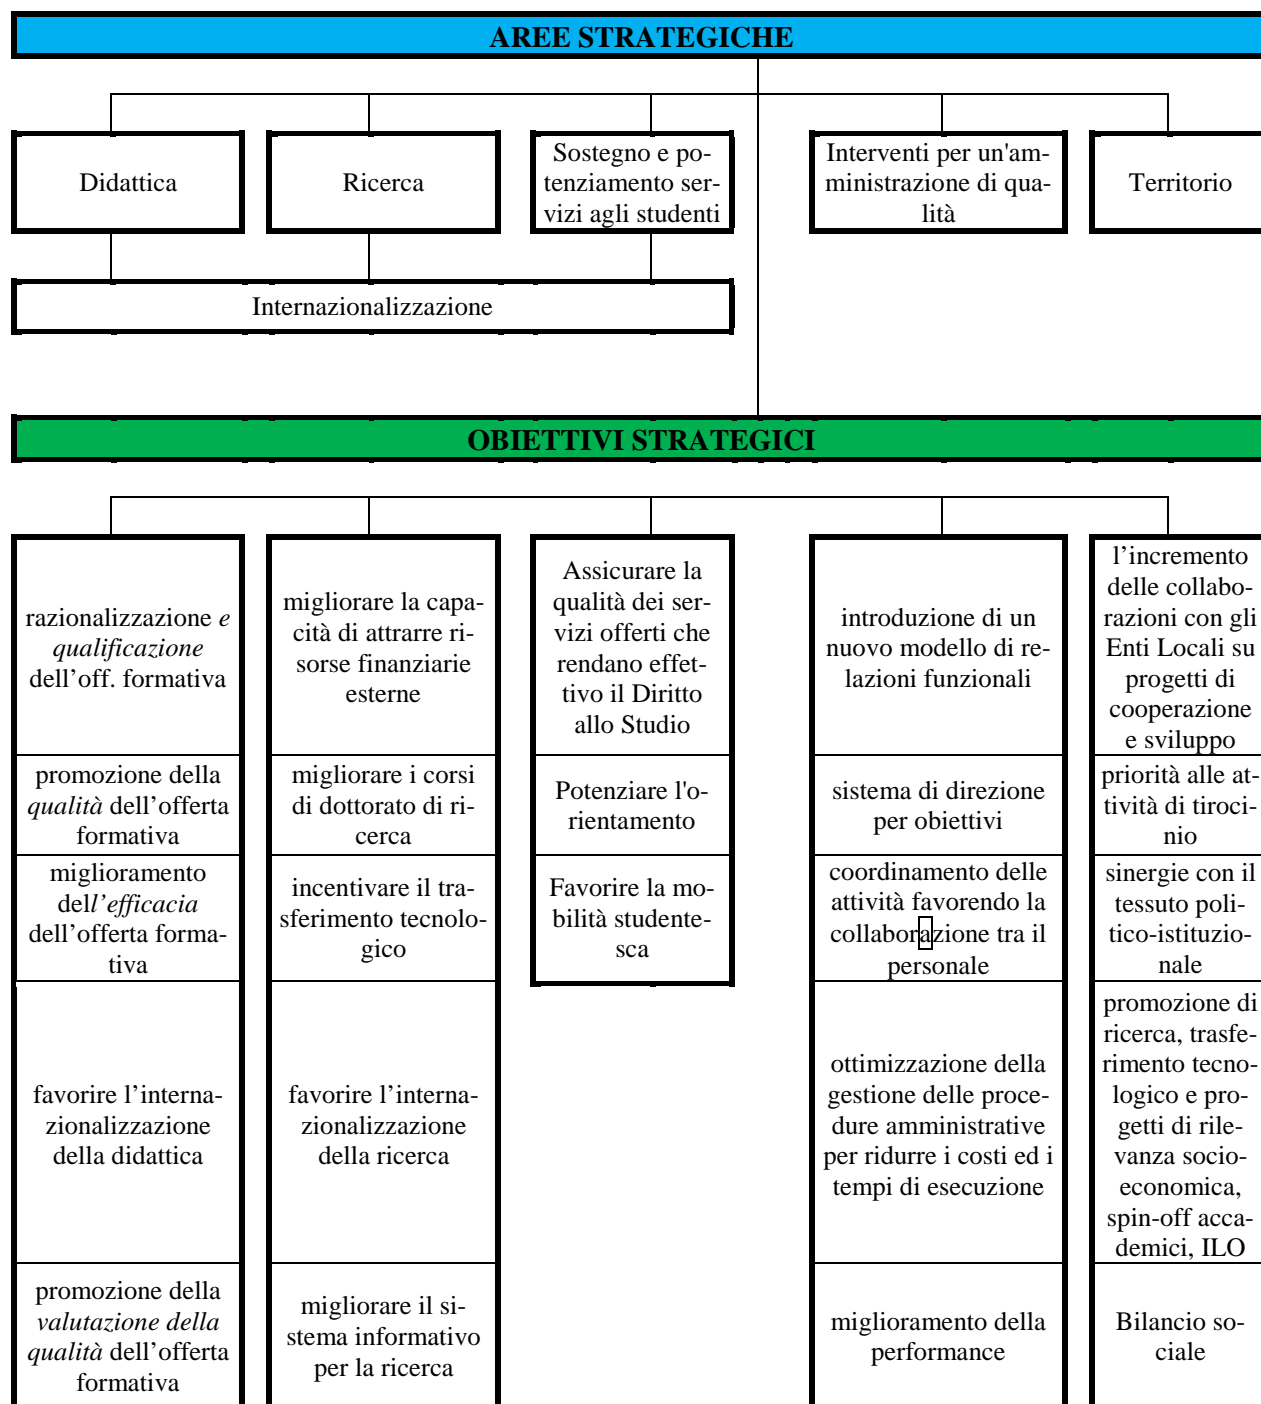 AREE STRATEGICHE
Didattica
Ricerca
Sostegno e po-
tenziamento ser-
vizi agli studenti
Interventi per un'am-
ministrazione di qua-
lità
Territorio
Internazionalizzazione
OBIETTIVI STRATEGICI
razionalizzazione e
qualificazione
dell’off. formativa
migliorare la capa-
cità di attrarre ri-
sorse finanziarie
esterne
Assicurare la
qualità dei ser-
vizi offerti che
rendano effet-
tivo il Diritto
allo Studio
introduzione di un
nuovo modello di re-
lazioni funzionali
l’incremento
delle collabo-
razioni con gli
Enti Locali su
progetti di
cooperazione
e sviluppo
promozione della
qualità dell’offerta
formativa
migliorare i corsi
di dottorato di ri-
cerca
Potenziare l'o-
rientamento
sistema di direzione
per obiettivi
priorità alle at-
tività di tiroci-
nio
miglioramento
dell’efficacia
dell’offerta forma-
tiva
incentivare il tra-
sferimento tecnolo-
gico
Favorire la mo-
bilità studente-
sca
coordinamento delle
attività favorendo la
collaborazione tra il
personale
sinergie con il
tessuto poli-
tico-istituzio-
nale
favorire l’interna-
zionalizzazione
della didattica
favorire l’interna-
zionalizzazione
della ricerca
ottimizzazione della
gestione delle proce-
dure amministrative
per ridurre i costi ed i
tempi di esecuzione
promozione di
ricerca, trasfe-
rimento tecno-
logico e pro-
getti di rile-
vanza socio-
economica,
spin-off acca-
demici, ILO
promozione della
valutazione della
qualità dell’offerta
formativa
migliorare il si-
stema informativo
per la ricerca
miglioramento della
performance
Bilancio so-
ciale